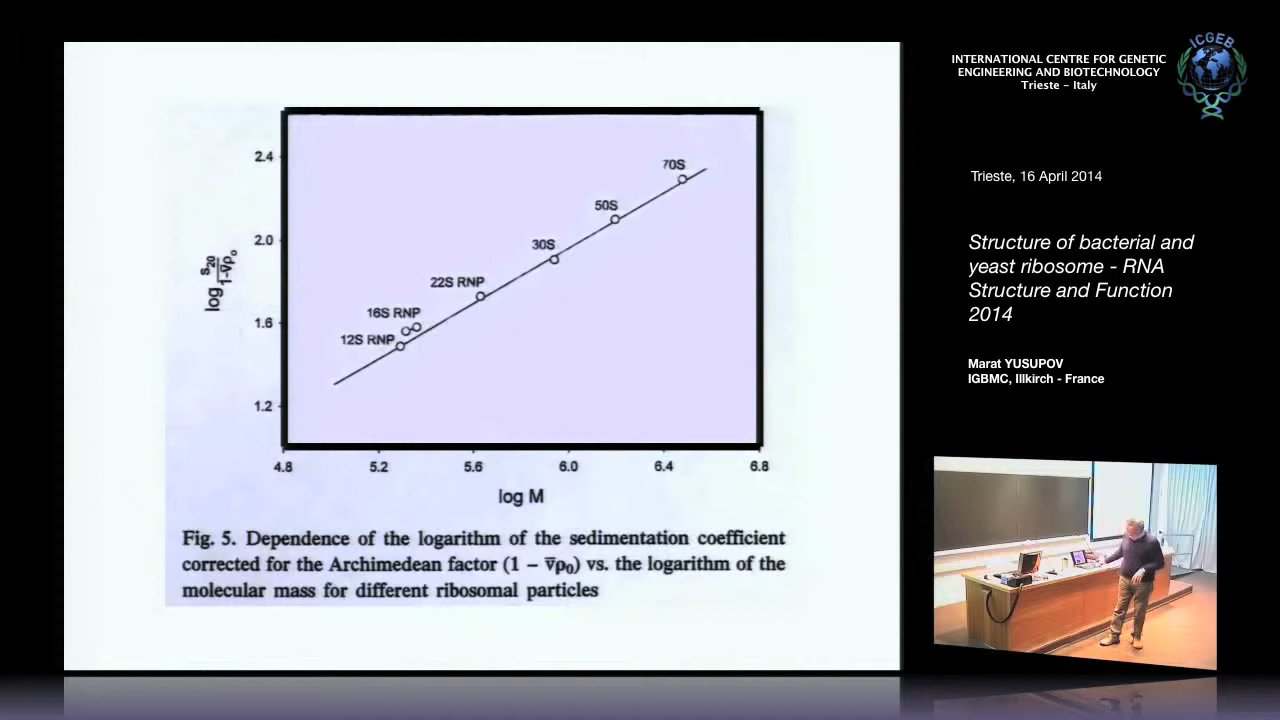 2.4
2.0
1.6
1.2
log s20 / 1-v̅ρo
70S
50S
30S
22S RNP
16S RNP
12S RNP
4.8 5.2 5.6 6.0 6.4 6.8
log M
Fig. 5. Dependence of the logarithm of the sedimentation coefficient
corrected for the Archimedean factor (1 − v̅ρ0) vs. the logarithm of the
molecular mass for different ribosomal particles
INTERNATIONAL CENTRE FOR GENETIC
ENGINEERING AND BIOTECHNOLOGY
Trieste - Italy
ICGEB
Trieste, 16 April 2014
Structure of bacterial and
yeast ribosome - RNA
Structure and Function
2014
Marat YUSUPOV
IGBMC, Illkirch - France